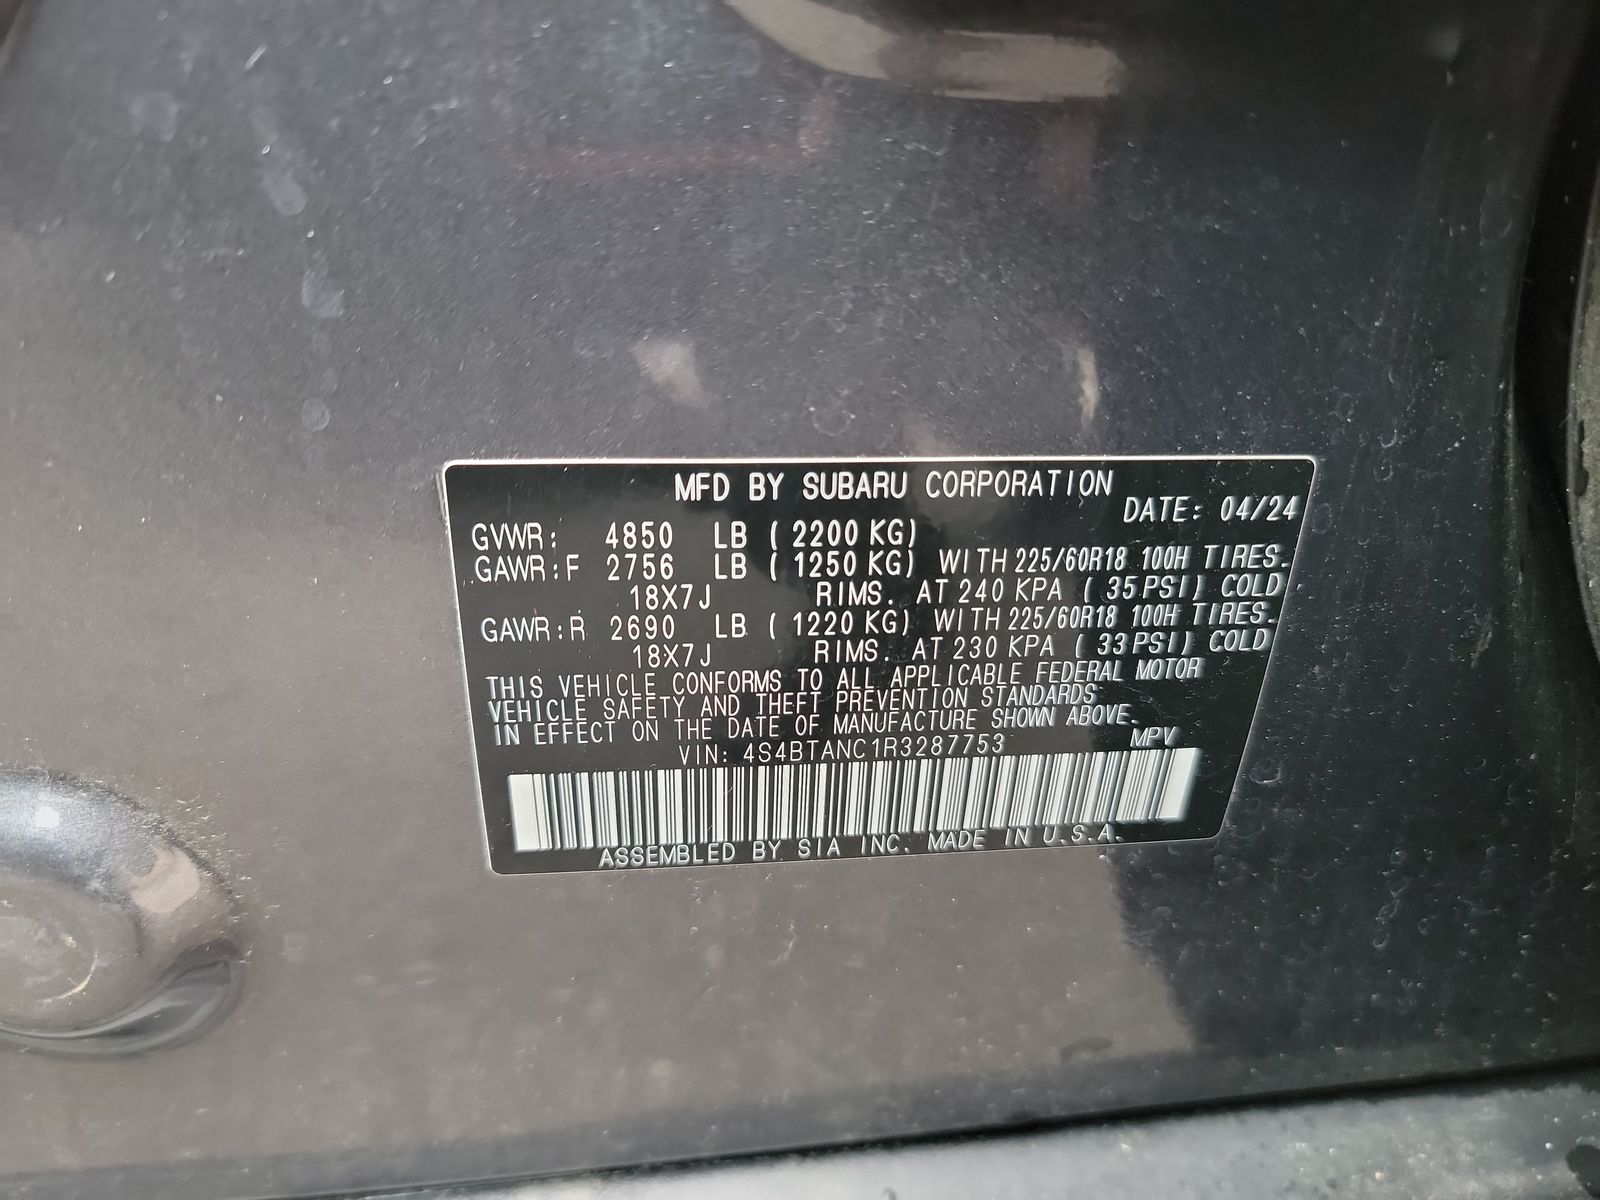 MFD BY SUBARU CORPORATION
DATE: 04/24
GVWR: 4850 LB ( 2200 KG)
GAWR:F 2756 LB ( 1250 KG) WITH 225/60R18 100H TIRES.
18X7J RIMS. AT 240 KPA ( 35 PSI) COLD
GAWR:R 2690 LB ( 1220 KG) WITH 225/60R18 100H TIRES.
18X7J RIMS. AT 230 KPA ( 33 PSI) COLD
THIS VEHICLE CONFORMS TO ALL APPLICABLE FEDERAL MOTOR
VEHICLE SAFETY AND THEFT PREVENTION STANDARDS
IN EFFECT ON THE DATE OF MANUFACTURE SHOWN ABOVE.
VIN: 4S4BTANC1R3287753 MPV
ASSEMBLED BY SIA INC. MADE IN U.S.A.